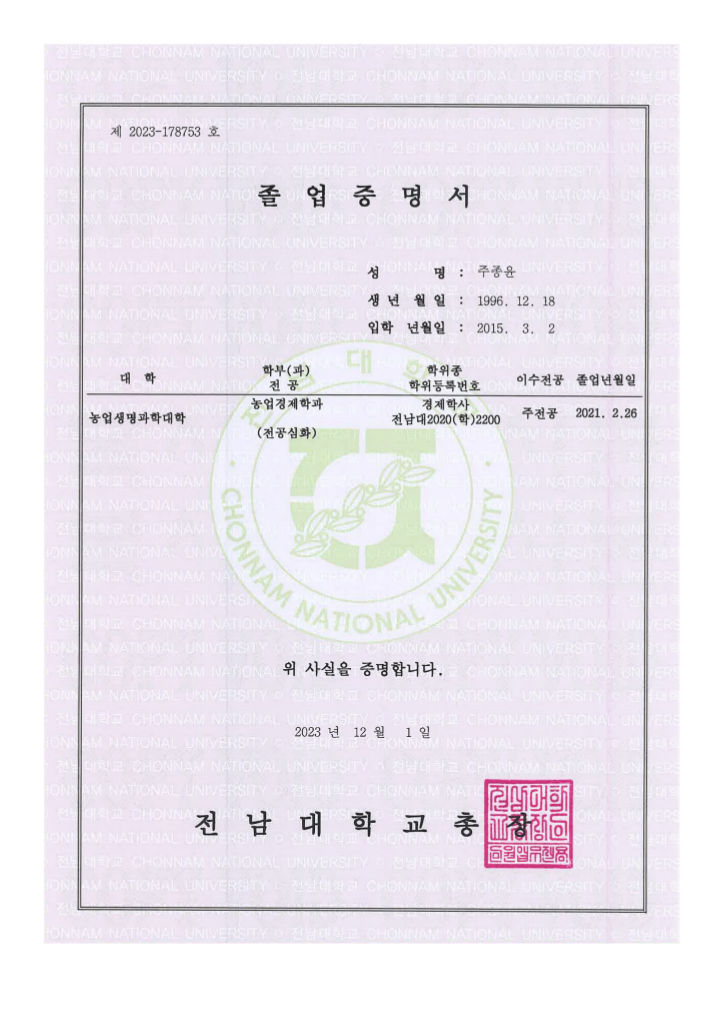 제 2023-178753 호
졸 업 증 명 서
성 명 : 주종윤
생 년 월 일 : 1996. 12. 18
입학 년월일 : 2015. 3. 2
대 학 학부(과) 전 공 학위종 학위등록번호 이수전공 졸업년월일
농업생명과학대학 농업경제학과 (전공심화) 경제학사 전남대2020(학)2200 주전공 2021. 2.26
CHONNAM NATIONAL UNIVERSITY
위 사실을 증명합니다.
2023 년 12 월 1 일
전 남 대 학 교 총 장